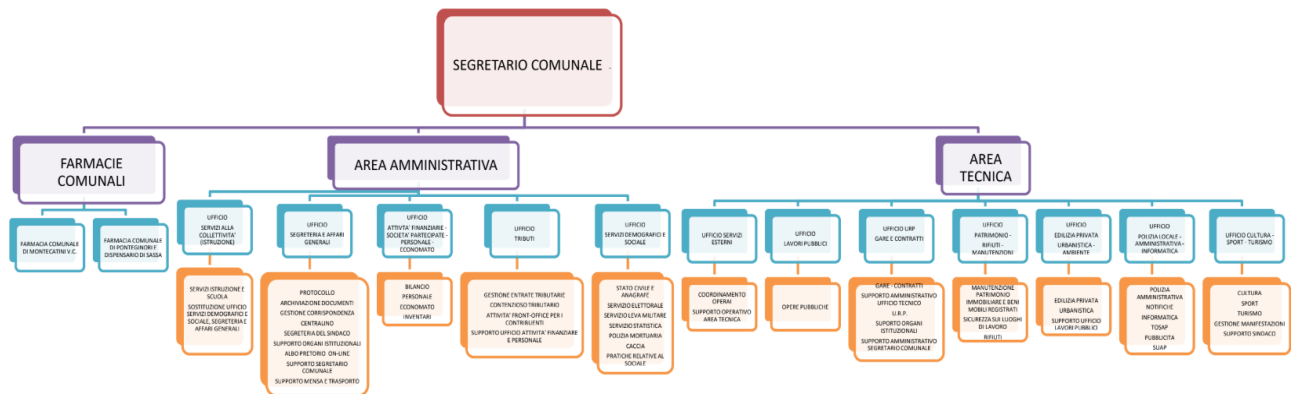 SEGRETARIO COMUNALE
FARMACIE
COMUNALI
AREA AMMINISTRATIVA
AREA
TECNICA
FARMACIA COMUNALE
DI MONTECATINI V.C.
FARMACIA COMUNALE
DI PONTEGINORI E
DISPENSARIO DI SASSA
UFFICIO
SERVIZI ALLA
COLLETTIVITA'
(ISTRUZIONE)
UFFICIO
SEGRETERIA E AFFARI
GENERALI
UFFICIO
ATTIVTA' FINANZIARIE -
SOCIETA' PARTECIPATE -
PERSONALE -
ECONOMATO
UFFICIO
TRIBUTI
UFFICIO
SERVIZI DEMOGRAFICI E
SOCIALE
UFFICIO SERVIZI
ESTERNI
UFFICIO
LAVORI PUBBLICI
UFFICIO URP
GARE E CONTRATTI
UFFICIO
PATRIMONIO -
RIFIUTI -
MANUTENZIONI
UFFICIO
EDILIZIA PRIVATA
URBANISTICA -
AMBIENTE
UFFICIO
POLIZIA LOCALE –
AMMINISTRATIVA -
INFORMATICA
UFFICIO CULTURA -
SPORT - TURISMO
SERVIZI ISTRUZIONE E
SCUOLA
SOSTITUZIONE UFFICIO
SERVIZI DEMOGRAFICI E
SOCIALE, SEGRETERIA E
AFFARI GENERALI
PROTOCOLLO
ARCHIVIAZIONE DOCUMENTI
GESTIONE CORRISPONDENZA
CENTRALINO
SEGRETERIA DEL SINDACO
SUPPORTO ORGANI ISTITUZIONALI
ALBO PRETORIO ON-LINE
SUPPORTO SEGRETARIO
COMUNALE
SUPPORTO MENSA E TRASPORTO
BILANCIO
PERSONALE
ECONOMATO
INVENTARI
GESTIONE ENTRATE TRIBUTARIE
CONTENZIOSO TRIBUTARIO
ATTIVITA' FRONT-OFFICE PER I
CONTRIBUENTI
SUPPORTO UFFICIO ATTIVITA' FINANZIARIE
E PERSONALE
STATO CIVILE E
ANAGRAFE
SERVIZIO ELETTORALE
SERVIZIO LEVA MILITARE
SERVIZIO STATISTICA
POLIZIA MORTUARIA
CACCIA
PRATICHE RELATIVE AL
SOCIALE
COORDINAMENTO
OPERAI
SUPPORTO OPERATIVO
AREA TECNICA
OPERE PUBBLICHE
GARE - CONTRATTI
SUPPORTO AMMINISTRATIVO
UFFICIO TECNICO
U.R.P.
SUPORTO ORGANI
ISTITUZIONALI
SUPPORTO AMMINISTRATIVO
SEGRETARIO COMUNALE
MANUTENZIONE
PATRIMONIO
IMMOBILIARE E BENI
MOBILI REGISTRATI
SICUREZZA SUI LUOGHI
DI LAVORO
RIFIUTI
EDILIZIA PRIVATA
URBANISTICA
SUPPORTO UFFICIO
LAVORI PUBBLICI
POLIZIA
AMMINISTRATIVA
NOTIFICHE
INFORMATICA
TOSAP
PUBBLICITA
SUAP
CULTURA
SPORT
TURISMO
GESTIONE MANIFESTAZIONI
SUPPORTO SINDACO